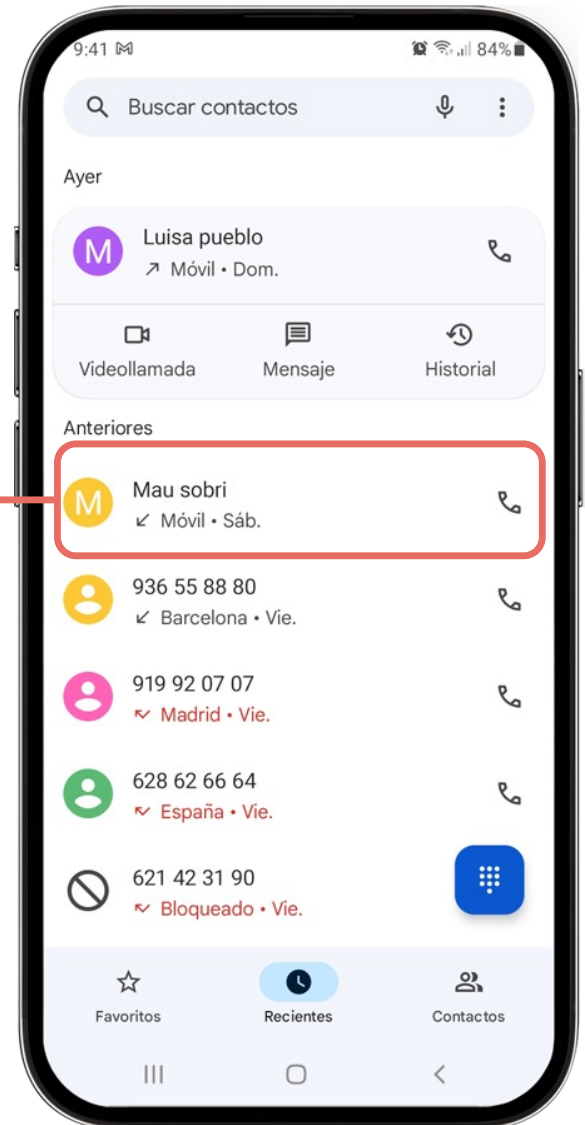 9:41 84%
Buscar contactos
Ayer
M Luisa pueblo
Móvil • Dom.
Videollamada Mensaje Historial
Anteriores
M Mau sobri
Móvil • Sáb.
936 55 88 80
Barcelona • Vie.
919 92 07 07
Madrid • Vie.
628 62 66 64
España • Vie.
621 42 31 90
Bloqueado • Vie.
Favoritos Recientes Contactos